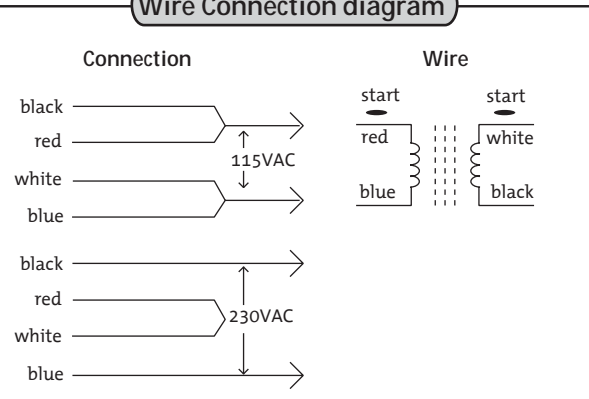 Wire Connection diagram
Connection
black
red
115VAC
white
blue
black
red
230VAC
white
blue
Wire
start
start
red
white
blue
black